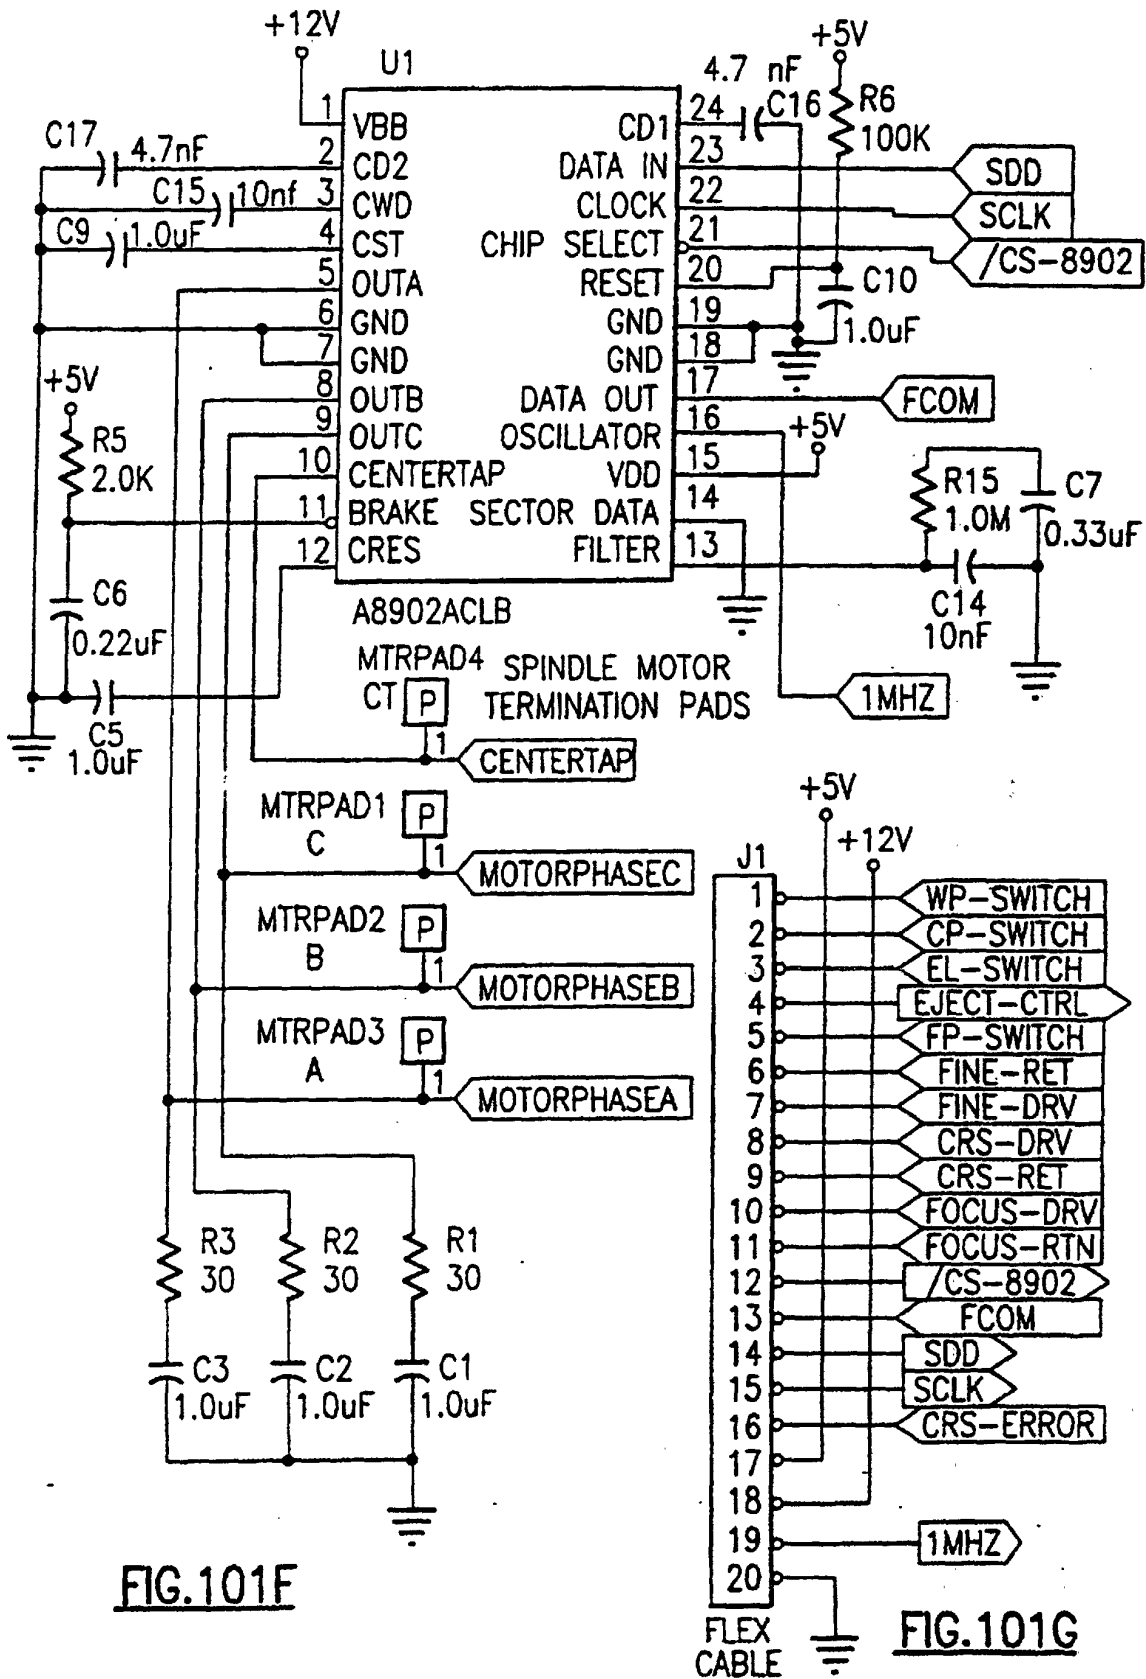 +12V
U1
+5V
4.7 nF
C16
R6
100K
C17
4.7nF
C15
10nf
C9
1.0uF
1
2
3
4
5
6
7
8
9
10
11
12
VBB
CD2
CWD
CST
OUTA
GND
GND
OUTB
OUTC
CENTERTAP
BRAKE
CRES
CD1
DATA IN
CLOCK
CHIP SELECT
RESET
GND
GND
DATA OUT
OSCILLATOR
VDD
SECTOR DATA
FILTER
24
23
22
21
20
19
18
17
16
15
14
13
SDD
SCLK
/CS-8902
C10
1.0uF
FCOM
+5V
+5V
R5
2.0K
R15
1.0M
C7
0.33uF
C14
10nF
C6
0.22uF
C5
1.0uF
A8902ACLB
1MHZ
MTRPAD4
CT
P
1
SPINDLE MOTOR
TERMINATION PADS
CENTERTAP
MTRPAD1
C
P
1
MOTORPHASEC
MTRPAD2
B
P
1
MOTORPHASEB
MTRPAD3
A
P
1
MOTORPHASEA
R3
30
R2
30
R1
30
C3
1.0uF
C2
1.0uF
C1
1.0uF
FIG.101F
+5V
+12V
J1
1 WP-SWITCH
2 CP-SWITCH
3 EL-SWITCH
4 EJECT-CTRL
5 FP-SWITCH
6 FINE-RET
7 FINE-DRV
8 CRS-DRV
9 CRS-RET
10 FOCUS-DRV
11 FOCUS-RTN
12 /CS-8902
13 FCOM
14 SDD
15 SCLK
16 CRS-ERROR
17
18
19 1MHZ
20
FLEX
CABLE
FIG.101G